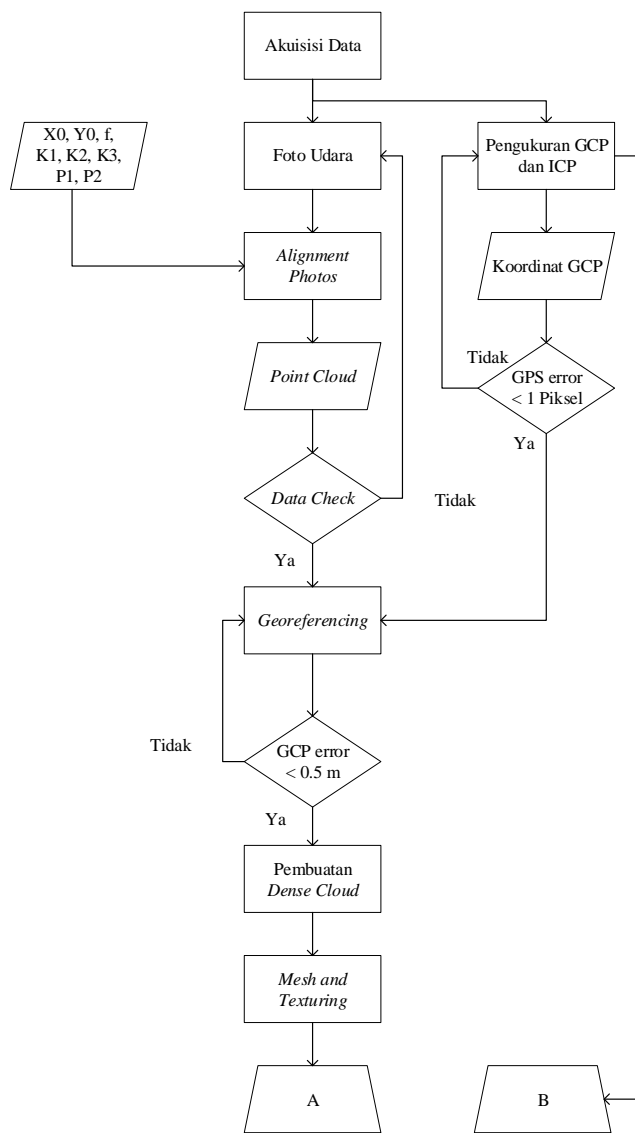 Akuisisi Data
X0, Y0, f,
K1, K2, K3,
P1, P2
Foto Udara
Pengukuran GCP
dan ICP
Alignment
Photos
Koordinat GCP
Point Cloud
Tidak
GPS error
< 1 Piksel
Ya
Data Check
Tidak
Ya
Georeferencing
Tidak
GCP error
< 0.5 m
Ya
Pembuatan
Dense Cloud
Mesh and
Texturing
A
B